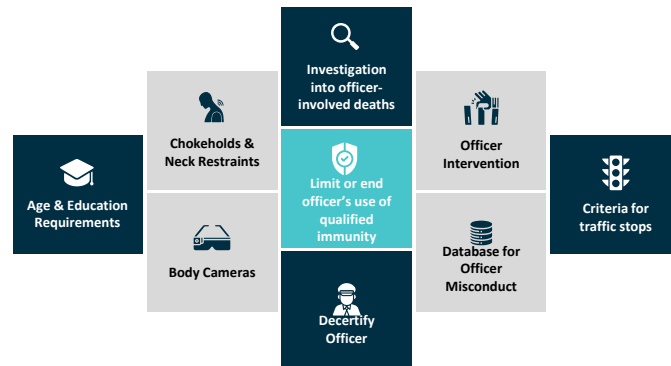 Investigation
into officer-
involved deaths
Chokeholds &
Neck Restraints
Officer
Intervention
Age & Education
Requirements
Limit or end
officer's use of
qualified
immunity
Criteria for
traffic stops
Body Cameras
Database for
Officer
Misconduct
Decertify
Officer